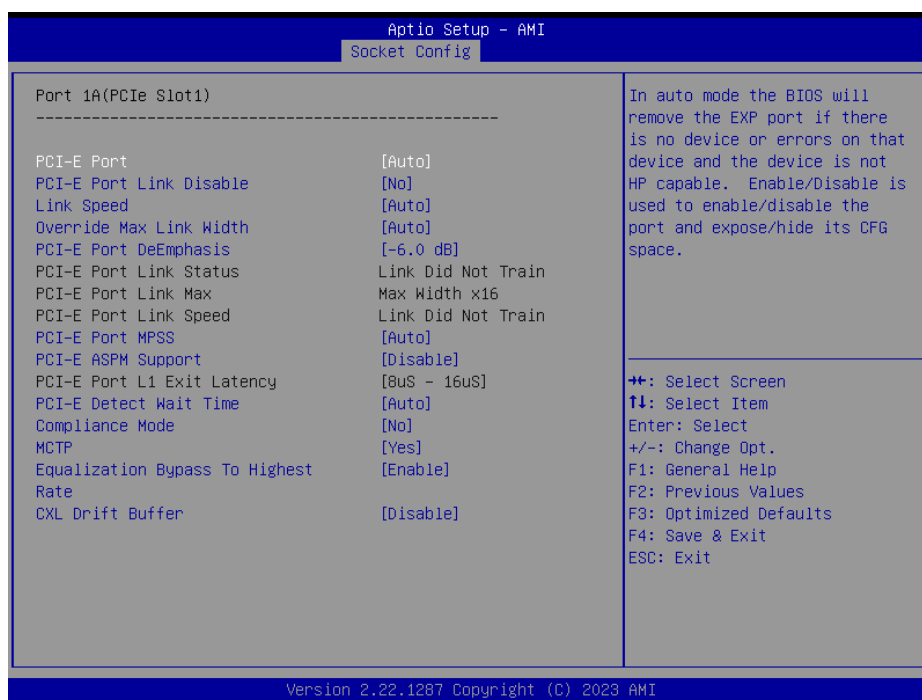 Aptio Setup – AMI
Socket Config
Port 1A(PCIe Slot1)
--------------------------------------------------
PCI-E Port [Auto]
PCI-E Port Link Disable [No]
Link Speed [Auto]
Override Max Link Width [Auto]
PCI-E Port DeEmphasis [-6.0 dB]
PCI-E Port Link Status Link Did Not Train
PCI-E Port Link Max Max Width x16
PCI-E Port Link Speed Link Did Not Train
PCI-E Port MPSS [Auto]
PCI-E ASPM Support [Disable]
PCI-E Port L1 Exit Latency [8uS - 16uS]
PCI-E Detect Wait Time [Auto]
Compliance Mode [No]
MCTP [Yes]
Equalization Bypass To Highest [Enable]
Rate
CXL Drift Buffer [Disable]
In auto mode the BIOS will
remove the EXP port if there
is no device or errors on that
device and the device is not
HP capable.  Enable/Disable is
used to enable/disable the
port and expose/hide its CFG
space.
→←: Select Screen
↑↓: Select Item
Enter: Select
+/-: Change Opt.
F1: General Help
F2: Previous Values
F3: Optimized Defaults
F4: Save & Exit
ESC: Exit
Version 2.22.1287 Copyright (C) 2023 AMI